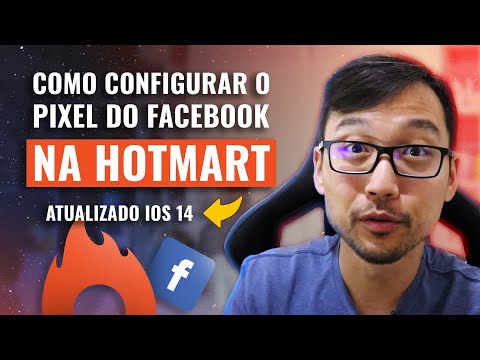 COMO CONFIGURAR O
PIXEL DO FACEBOOK
NA HOTMART
ATUALIZADO IOS 14
f